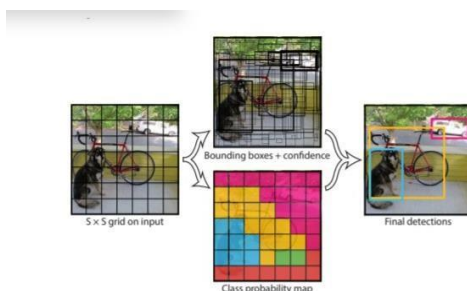 Bounding boxes + confidence
S × S grid on input
Final detections
Class probability map